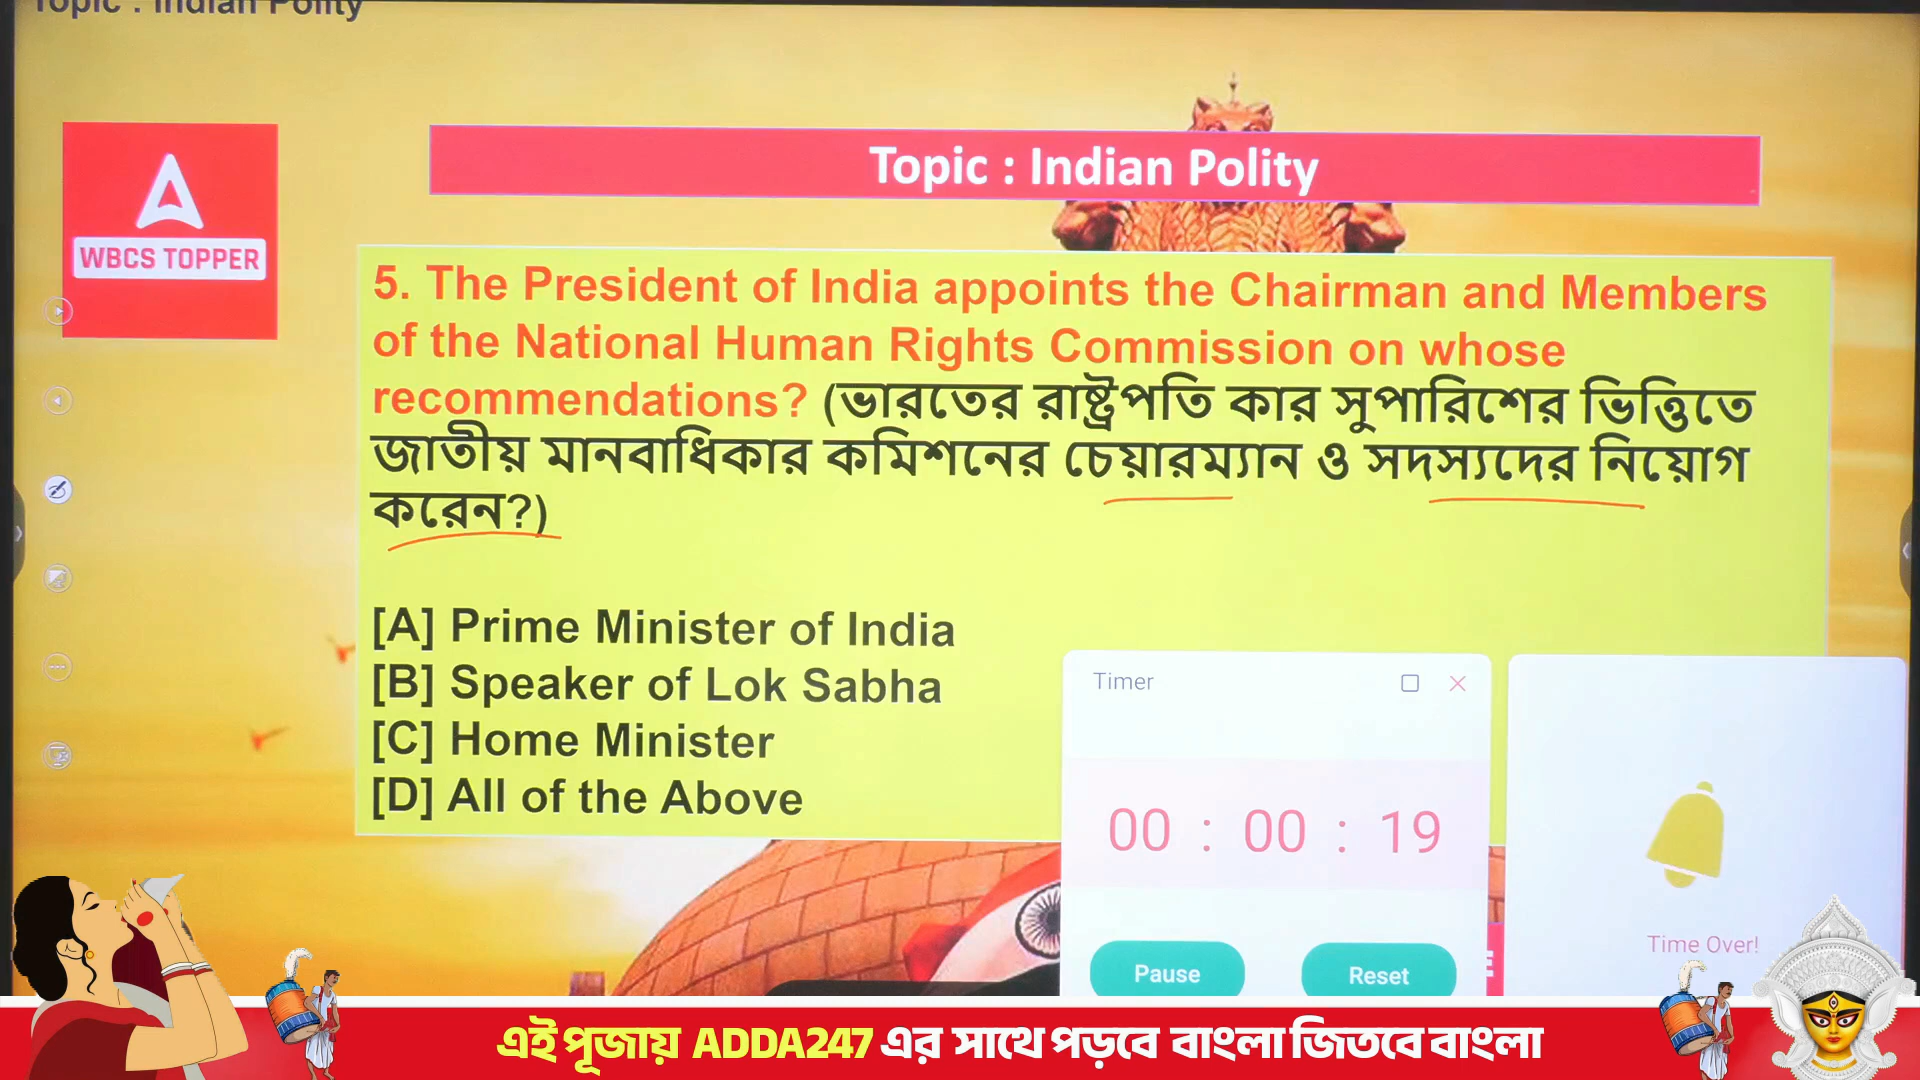 Topic : Indian Polity
Topic : Indian Polity
WBCS TOPPER
5. The President of India appoints the Chairman and Members
of the National Human Rights Commission on whose
recommendations? (ভারতের রাষ্ট্রপতি কার সুপারিশের ভিত্তিতে
জাতীয় মানবাধিকার কমিশনের চেয়ারম্যান ও সদস্যদের নিয়োগ
করেন?)
[A] Prime Minister of India
[B] Speaker of Lok Sabha
[C] Home Minister
[D] All of the Above
Timer
00 : 00 : 19
Pause
Reset
Time Over!
এই পূজায় ADDA247 এর সাথে পড়বে বাংলা জিতবে বাংলা